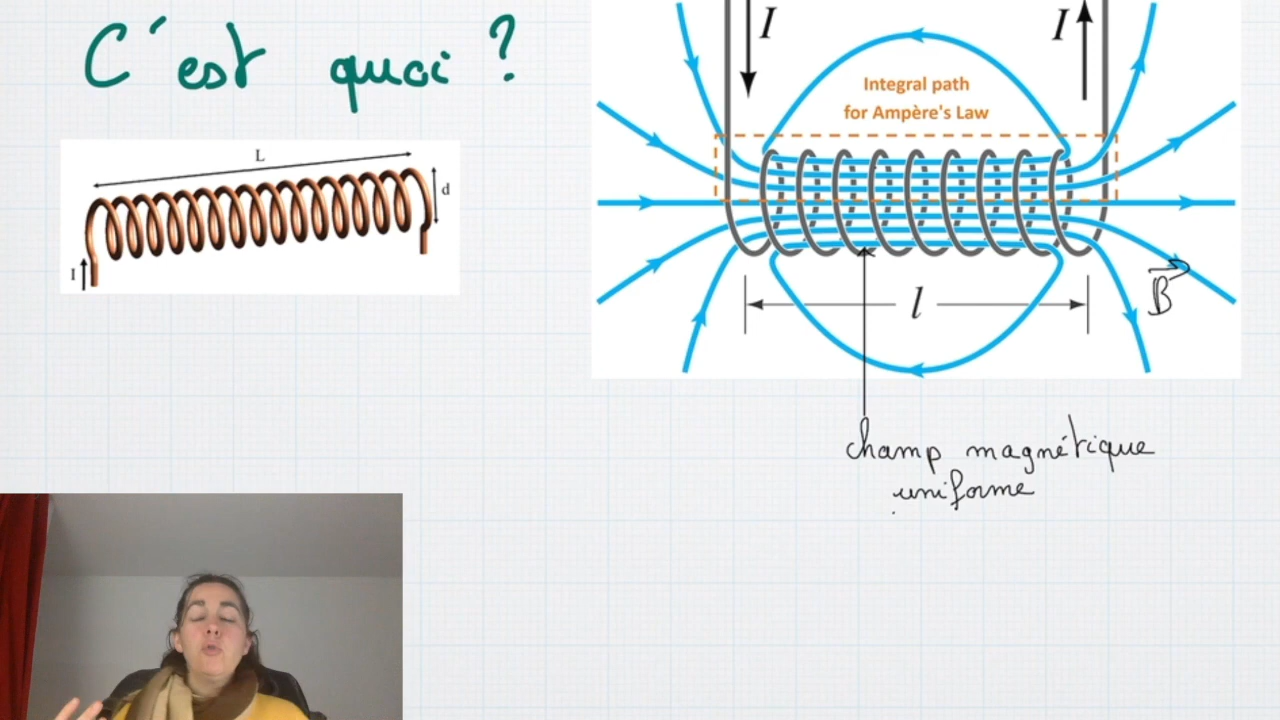 C'est quoi ?
L
d
I
I
I
Integral path
for Ampère's Law
l
B
champ magnétique
uniforme